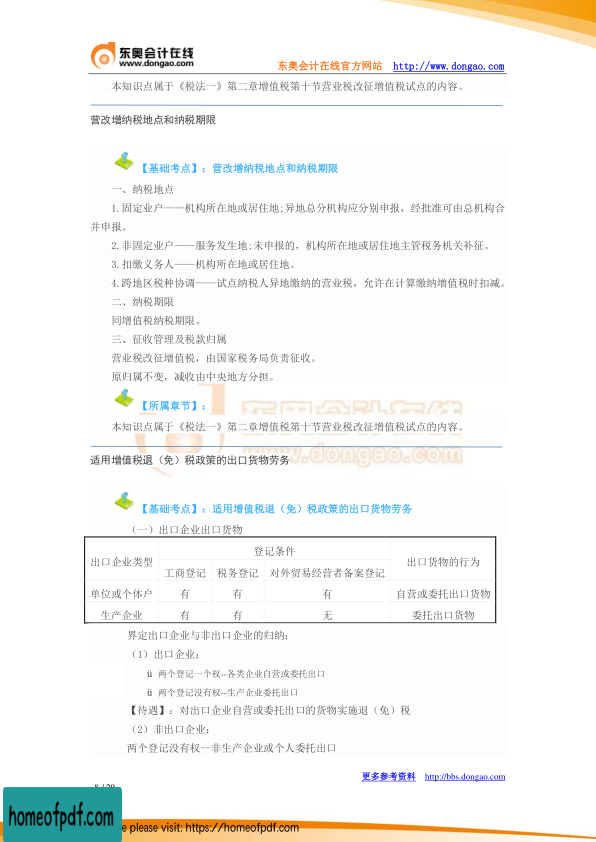 东奥会计在线
www.dongao.com
东奥会计在线官方网站 http://www.dongao.com
本知识点属于《税法一》第二章增值税第十节营业税改征增值税试点的内容。
营改增纳税地点和纳税期限
【基础考点】：营改增纳税地点和纳税期限
一、纳税地点
1.固定业户——机构所在地或居住地;异地总分机构应分别申报，经批准可由总机构合
并申报。
2.非固定业户——服务发生地;未申报的，机构所在地或居住地主管税务机关补征。
3.扣缴义务人——机构所在地或居住地。
4.跨地区税种协调——试点纳税人异地缴纳的营业税，允许在计算缴纳增值税时扣减。
二、纳税期限
同增值税纳税期限。
三、征收管理及税款归属
营业税改征增值税，由国家税务局负责征收。
原归属不变，减收由中央地方分担。
【所属章节】：
东奥会计在线
www.dongao.com
本知识点属于《税法一》第二章增值税第十节营业税改征增值税试点的内容。
适用增值税退（免）税政策的出口货物劳务
【基础考点】：适用增值税退（免）税政策的出口货物劳务
（一）出口企业出口货物
出口企业类型 登记条件 出口货物的行为
工商登记 税务登记 对外贸易经营者备案登记
单位或个体户 有 有 有 自营或委托出口货物
生产企业 有 有 无 委托出口货物
界定出口企业与非出口企业的归纳：
（1）出口企业：
ü 两个登记一个权--各类企业自营或委托出口
ü 两个登记没有权--生产企业委托出口
【待遇】：对出口企业自营或委托出口的货物实施退（免）税
（2）非出口企业：
两个登记没有权一非生产企业或个人委托出口
更多参考资料 http://bbs.dongao.com
8 / 29
homeofpdf.com
e please visit: https://homeofpdf.com